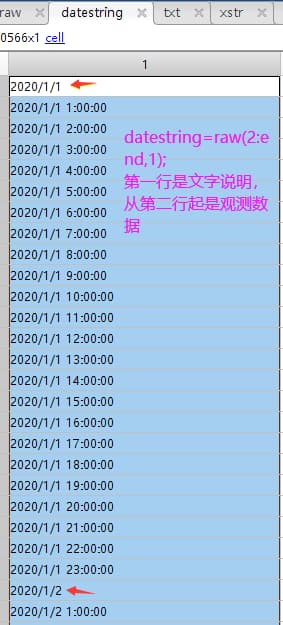 raw
datestring
txt
xstr
0566x1 cell
1
2020/1/1
2020/1/1 1:00:00
2020/1/1 2:00:00
2020/1/1 3:00:00
2020/1/1 4:00:00
2020/1/1 5:00:00
2020/1/1 6:00:00
2020/1/1 7:00:00
2020/1/1 8:00:00
2020/1/1 9:00:00
2020/1/1 10:00:00
2020/1/1 11:00:00
2020/1/1 12:00:00
2020/1/1 13:00:00
2020/1/1 14:00:00
2020/1/1 15:00:00
2020/1/1 16:00:00
2020/1/1 17:00:00
2020/1/1 18:00:00
2020/1/1 19:00:00
2020/1/1 20:00:00
2020/1/1 21:00:00
2020/1/1 22:00:00
2020/1/1 23:00:00
2020/1/2
2020/1/2 1:00:00
datestring=raw(2:e
nd,1);
第一行是文字说明，
从第二行起是观测数
据